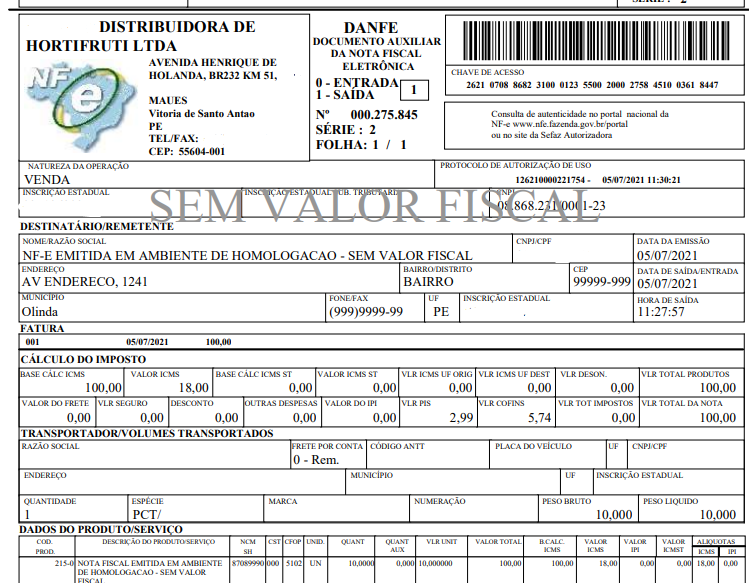 SÉRIE: 2
DISTRIBUIDORA DE
HORTIFRUTI LTDA
NF e
AVENIDA HENRIQUE DE
HOLANDA, BR232 KM 51,
MAUES
Vitoria de Santo Antao
PE
TEL/FAX:
CEP: 55604-001
DANFE
DOCUMENTO AUXILIAR
DA NOTA FISCAL
ELETRÔNICA
0 - ENTRADA
1 - SAÍDA
1
Nº 000.275.845
SÉRIE: 2
FOLHA: 1 / 1
CHAVE DE ACESSO
2621 0708 8682 3100 0123 5500 2000 2758 4510 0361 8447
Consulta de autenticidade no portal nacional da
NF-e www.nfe.fazenda.gov.br/portal
ou no site da Sefaz Autorizadora
NATUREZA DA OPERAÇÃO
VENDA
PROTOCOLO DE AUTORIZAÇÃO DE USO
126210000221754 - 05/07/2021 11:30:21
INSCRIÇÃO ESTADUAL
INSCRIÇÃO ESTADUAL SUB. TRIBUTÁRIA
CNPJ
08.868.231/0001-23
SEM VALOR FISCAL
DESTINATÁRIO/REMETENTE
NOME/RAZÃO SOCIAL
NF-E EMITIDA EM AMBIENTE DE HOMOLOGACAO - SEM VALOR FISCAL
CNPJ/CPF
DATA DA EMISSÃO
05/07/2021
ENDEREÇO
AV ENDERECO, 1241
BAIRRO/DISTRITO
BAIRRO
CEP
99999-999
DATA DE SAÍDA/ENTRADA
05/07/2021
MUNICÍPIO
Olinda
FONE/FAX
(999)9999-99
UF
PE
INSCRIÇÃO ESTADUAL
HORA DE SAÍDA
11:27:57
FATURA
001 05/07/2021 100,00
CÁLCULO DO IMPOSTO
BASE CÁLC ICMS VALOR ICMS BASE CÁLC ICMS ST VALOR ICMS ST VLR ICMS UF ORIG VLR ICMS UF DEST VLR DESON. VLR TOTAL PRODUTOS
100,00 18,00 0,00 0,00 0,00 0,00 0,00 100,00
VALOR DO FRETE VLR SEGURO DESCONTO OUTRAS DESPESAS VALOR DO IPI VLR PIS VLR COFINS VLR TOT IMPOSTOS VLR TOTAL DA NOTA
0,00 0,00 0,00 0,00 0,00 2,99 5,74 0,00 100,00
TRANSPORTADOR/VOLUMES TRANSPORTADOS
RAZÃO SOCIAL FRETE POR CONTA CÓDIGO ANTT PLACA DO VEÍCULO UF CNPJ/CPF
0 - Rem.
ENDEREÇO MUNICÍPIO UF INSCRIÇÃO ESTADUAL
QUANTIDADE ESPÉCIE MARCA NUMERAÇÃO PESO BRUTO PESO LIQUIDO
1 PCT/ 10,000 10,000
DADOS DO PRODUTO/SERVIÇO
COD. PROD. DESCRIÇÃO DO PRODUTO/SERVIÇO NCM SH CST CFOP UNID. QUANT QUANT AUX VLR UNIT VALOR TOTAL B.CALC. ICMS VALOR ICMS VALOR IPI VALOR ICMST ALIQUOTAS ICMS IPI
215-0 NOTA FISCAL EMITIDA EM AMBIENTE 87089990 000 5102 UN 10,0000 0,000 10,000000 100,00 100,00 18,00 0,00 0,00 18,00 0,00
DE HOMOLOGACAO - SEM VALOR
FISCAL